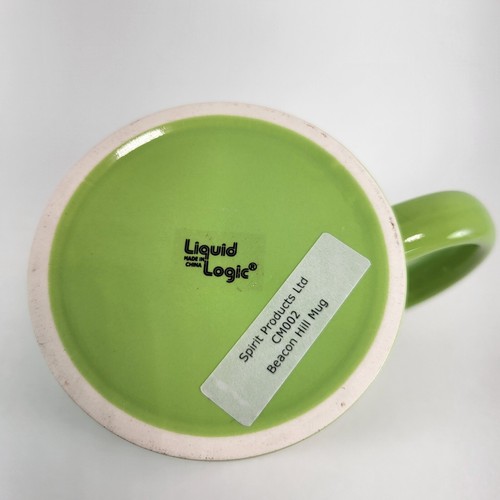 Liquid
MADE IN
CHINA
Logic®
Spirit Products Ltd
CM002
Beacon Hill Mug